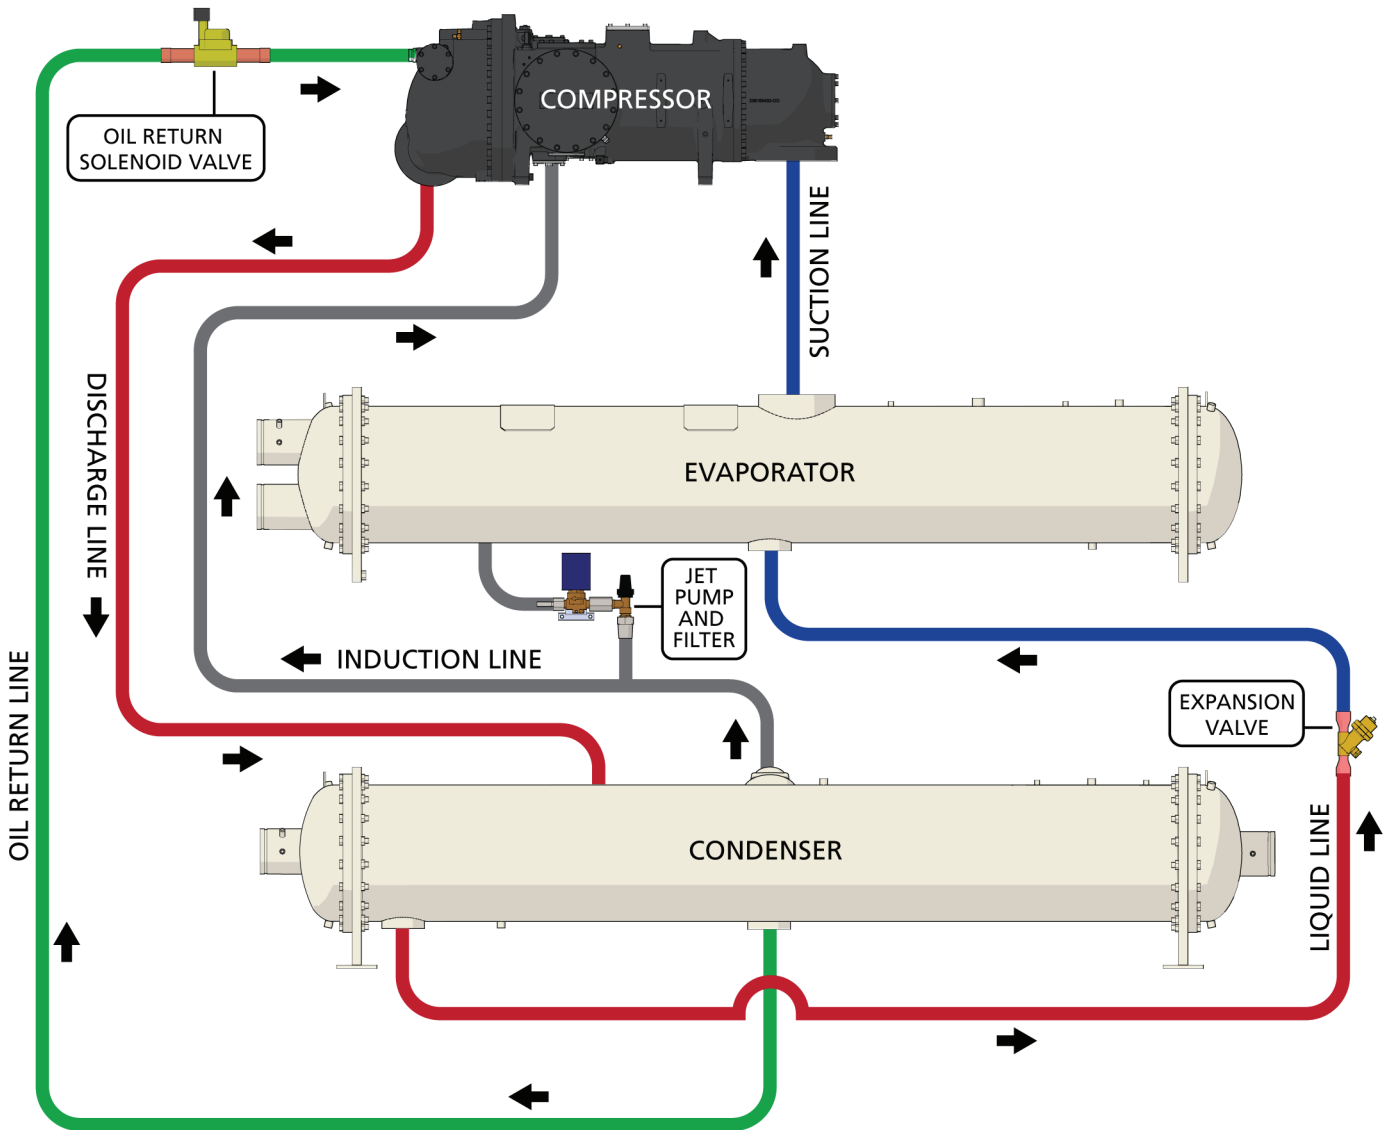 COMPRESSOR
OIL RETURN
SOLENOID VALVE
SUCTION LINE
DISCHARGE LINE
EVAPORATOR
JET
PUMP
AND
FILTER
INDUCTION LINE
OIL RETURN LINE
EXPANSION
VALVE
CONDENSER
LIQUID LINE